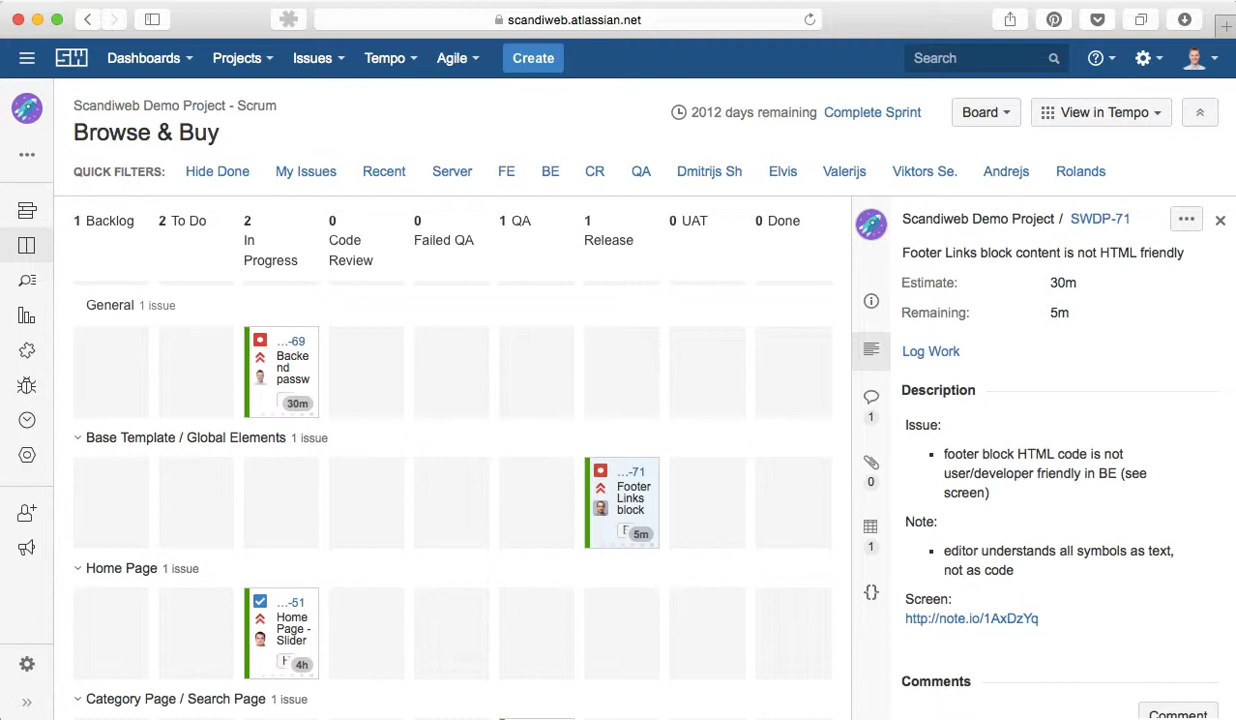 scandiweb.atlassian.net
SW Dashboards Projects Issues Tempo Agile Create Search
Scandiweb Demo Project - Scrum
2012 days remaining Complete Sprint Board View in Tempo
Browse & Buy
QUICK FILTERS: Hide Done My Issues Recent Server FE BE CR QA Dmitrijs Sh Elvis Valerijs Viktors Se. Andrejs Rolands
1 Backlog
2 To Do
2
In
Progress
0
Code
Review
0
Failed QA
1 QA
1
Release
0 UAT
0 Done
General 1 issue
...-69
Backe
nd
passw
30m
Base Template / Global Elements 1 issue
...-71
Footer
Links
block
5m
Home Page 1 issue
...-51
Home
Page -
Slider
4h
Category Page / Search Page 1 issue
Scandiweb Demo Project / SWDP-71
Footer Links block content is not HTML friendly
Estimate: 30m
Remaining: 5m
Log Work
1
0
1
Description
Issue:
footer block HTML code is not
user/developer friendly in BE (see
screen)
Note:
editor understands all symbols as text,
not as code
Screen:
http://note.io/1AxDzYq
Comments
Comment